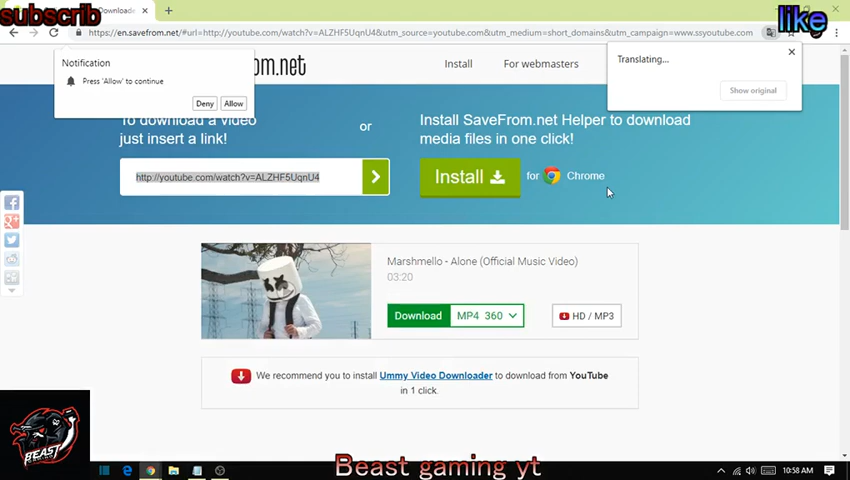 subscrib
Downloade
like
en.savefrom.net/#url=http://youtube.com/watch?v=ALZHF5UqnU4&utm_source=youtube.com&utm_medium=short_domains&utm_campaign=www.ssyoutube.com
Notification
Press 'Allow' to continue
Deny
Allow
om.net
Install
For webmasters
Translating...
Show original
To download a video
just insert a link!
or
Install SaveFrom.net Helper to download
media files in one click!
http://youtube.com/watch?v=ALZHF5UqnU4
Install
for
Chrome
Marshmello - Alone (Official Music Video)
03:20
Download
MP4 360
HD / MP3
We recommend you to install Ummy Video Downloader to download from YouTube
in 1 click.
BEAST
Beast gaming yt
10:58 AM